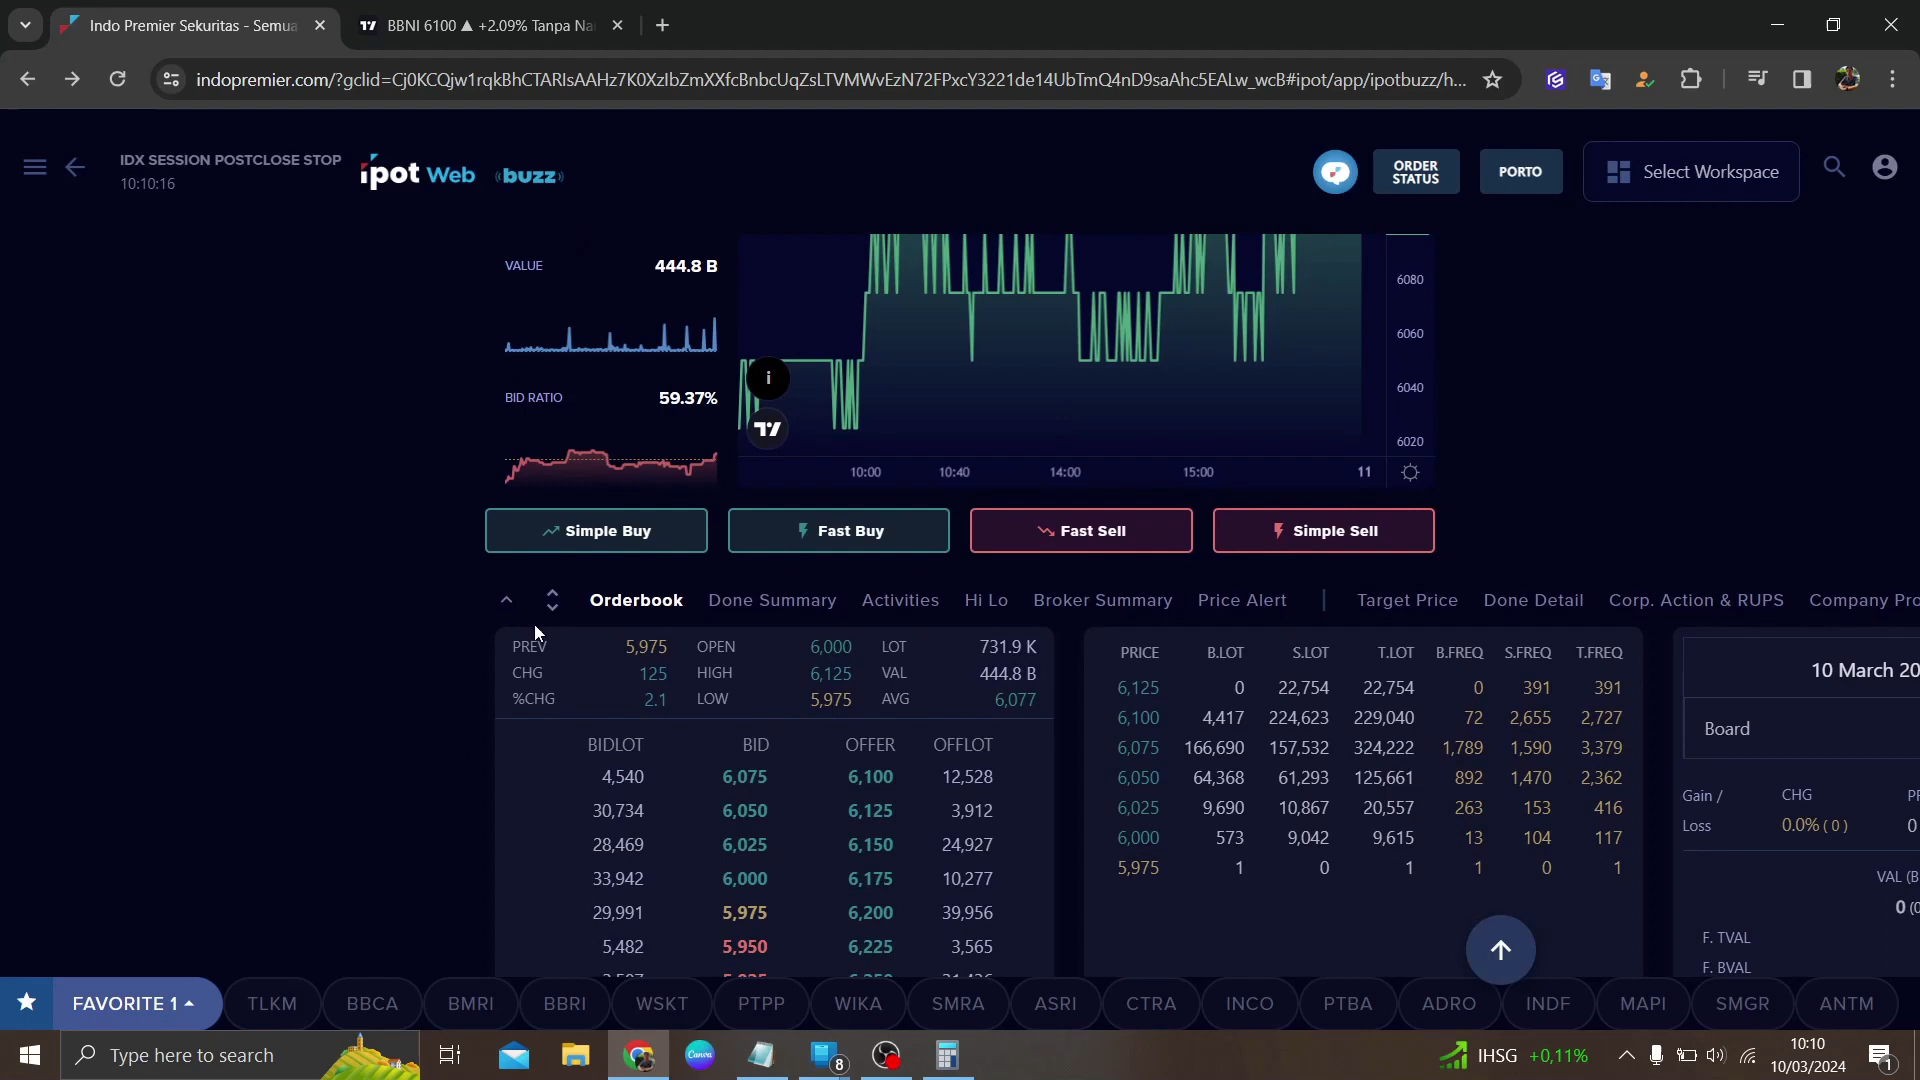 Indo Premier Sekuritas - Semua
BBNI 6100 ▲ +2.09% Tanpa Na
indopremier.com/?gclid=Cj0KCQjw1rqkBhCTARIsAAHz7K0XzIbZmXXfcBnbcUqZsLTVMWvEzN72FPxcY3221de14UbTmQ4nD9saAhc5EALw_wcB#ipot/app/ipotbuzz/h...
IDX SESSION POSTCLOSE STOP
10:10:16
ipot Web buzz
ORDER STATUS
PORTO
Select Workspace
VALUE 444.8 B
BID RATIO 59.37%
6080
6060
6040
6020
10:00 10:40 14:00 15:00 11
Simple Buy Fast Buy Fast Sell Simple Sell
Orderbook Done Summary Activities Hi Lo Broker Summary Price Alert | Target Price Done Detail Corp. Action & RUPS Company Pro
PREV 5,975 OPEN 6,000 LOT 731.9 K
CHG 125 HIGH 6,125 VAL 444.8 B
%CHG 2.1 LOW 5,975 AVG 6,077
BIDLOT BID OFFER OFFLOT
4,540 6,075 6,100 12,528
30,734 6,050 6,125 3,912
28,469 6,025 6,150 24,927
33,942 6,000 6,175 10,277
29,991 5,975 6,200 39,956
5,482 5,950 6,225 3,565
PRICE B.LOT S.LOT T.LOT B.FREQ S.FREQ T.FREQ
6,125 0 22,754 22,754 0 391 391
6,100 4,417 224,623 229,040 72 2,655 2,727
6,075 166,690 157,532 324,222 1,789 1,590 3,379
6,050 64,368 61,293 125,661 892 1,470 2,362
6,025 9,690 10,867 20,557 263 153 416
6,000 573 9,042 9,615 13 104 117
5,975 1 0 1 1 0 1
10 March 20
Board
Gain / Loss
CHG
0.0% ( 0 )
0
VAL (B
0 (0
F. TVAL
F. BVAL
FAVORITE 1 TLKM BBCA BMRI BBRI WSKT PTPP WIKA SMRA ASRI CTRA INCO PTBA ADRO INDF MAPI SMGR ANTM
Type here to search
Canva
8
IHSG +0,11%
10:10
10/03/2024
1